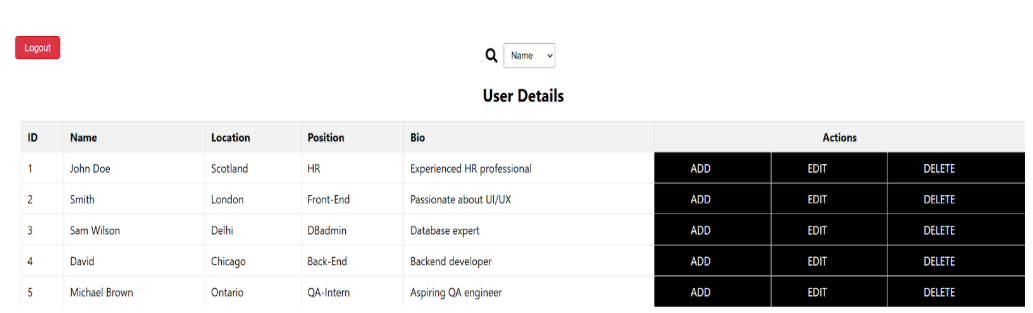 Logout
Name
User Details
ID Name Location Position Bio Actions
1 John Doe Scotland HR Experienced HR professional ADD EDIT DELETE
2 Smith London Front-End Passionate about UI/UX ADD EDIT DELETE
3 Sam Wilson Delhi DBadmin Database expert ADD EDIT DELETE
4 David Chicago Back-End Backend developer ADD EDIT DELETE
5 Michael Brown Ontario QA-Intern Aspiring QA engineer ADD EDIT DELETE